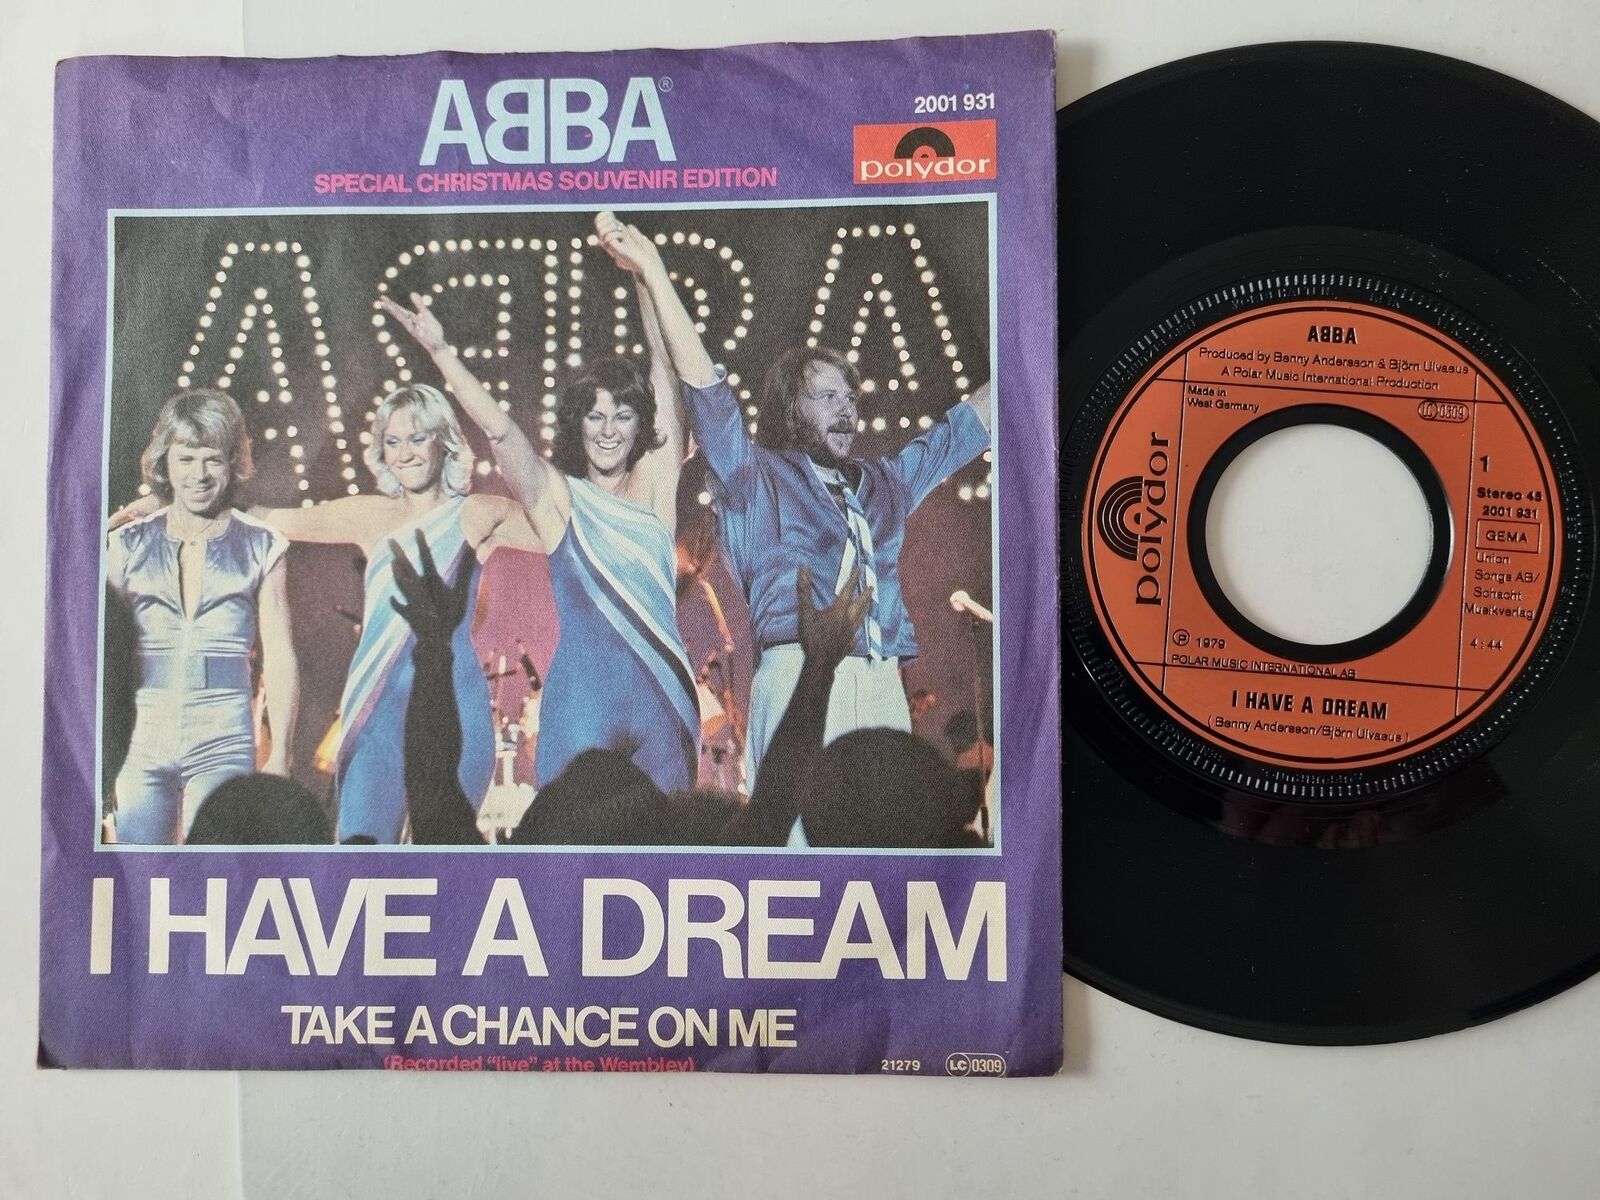 ABBA®
2001 931
polydor
SPECIAL CHRISTMAS SOUVENIR EDITION
ABBA
I HAVE A DREAM
TAKE A CHANCE ON ME
(Recorded "live" at the Wembley)
21279 LC 0309
ABBA
Produced by Benny Andersson & Björn Ulvaeus
A Polar Music International Production
Made in
West Germany
LC 0309
polydor
1
Stereo 45
2001 931
GEMA
Union
Songs AB/
Schacht
Musikverlag
4:44
Ⓟ 1979
POLAR MUSIC INTERNATIONAL AB
I HAVE A DREAM
(Benny Andersson/Björn Ulvaeus)